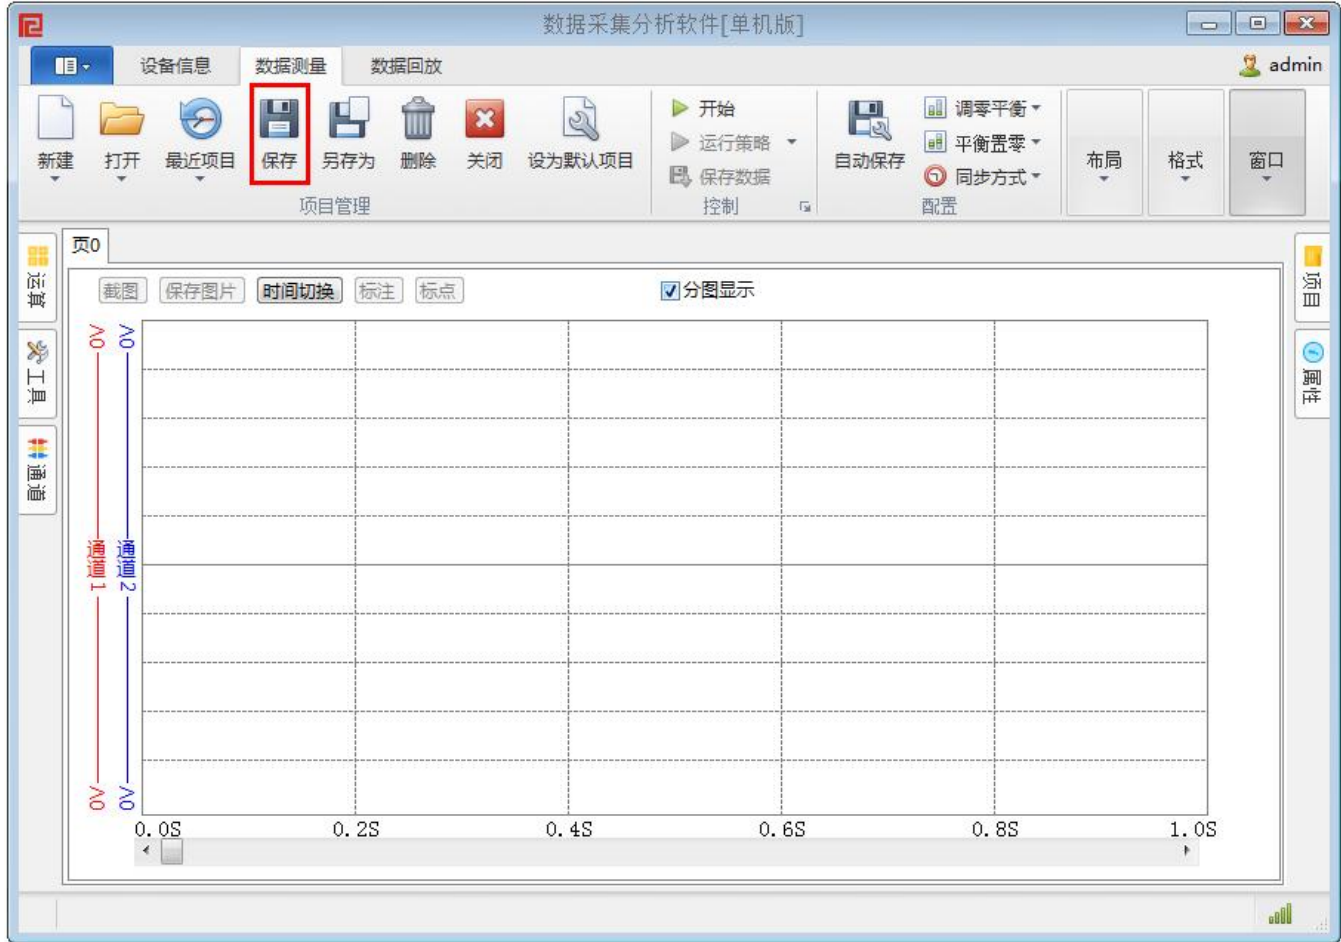 数据采集分析软件[单机版]
设备信息 数据测量 数据回放 admin
新建 打开 最近项目 保存 另存为 删除 关闭 设为默认项目
项目管理
开始
运行策略
保存数据
控制
自动保存
调零平衡
平衡置零
同步方式
配置
布局 格式 窗口
运算
工具
通道
页0
截图 保存图片 时间切换 标注 标点 分图显示
0V 通道1 0V
0V 通道2 0V
0.0S 0.2S 0.4S 0.6S 0.8S 1.0S
项目
属性